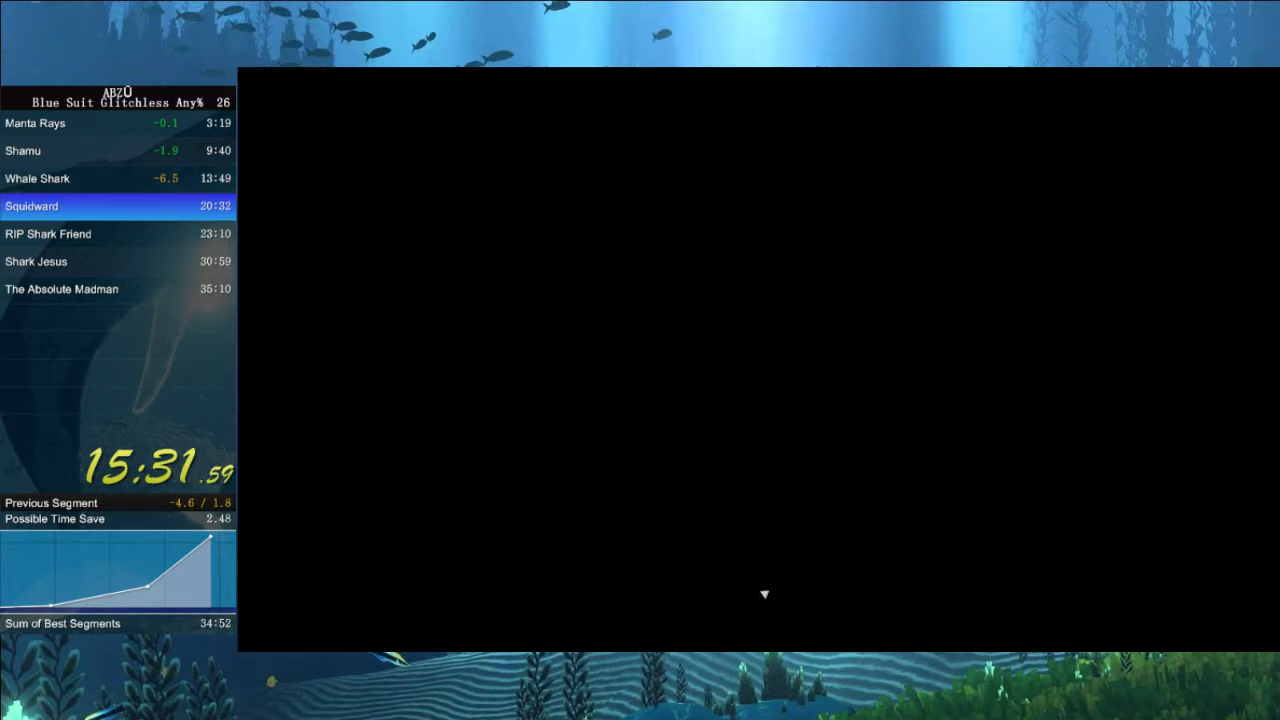 ABZÛ
Blue Suit Glitchless Any% 26
Manta Rays -0.1 3:19
Shamu -1.9 9:40
Whale Shark -6.5 13:49
Squidward 20:32
RIP Shark Friend 23:10
Shark Jesus 30:59
The Absolute Madman 35:10
15:31.59
Previous Segment -4.6 / 1.8
Possible Time Save 2.48
Sum of Best Segments 34:52